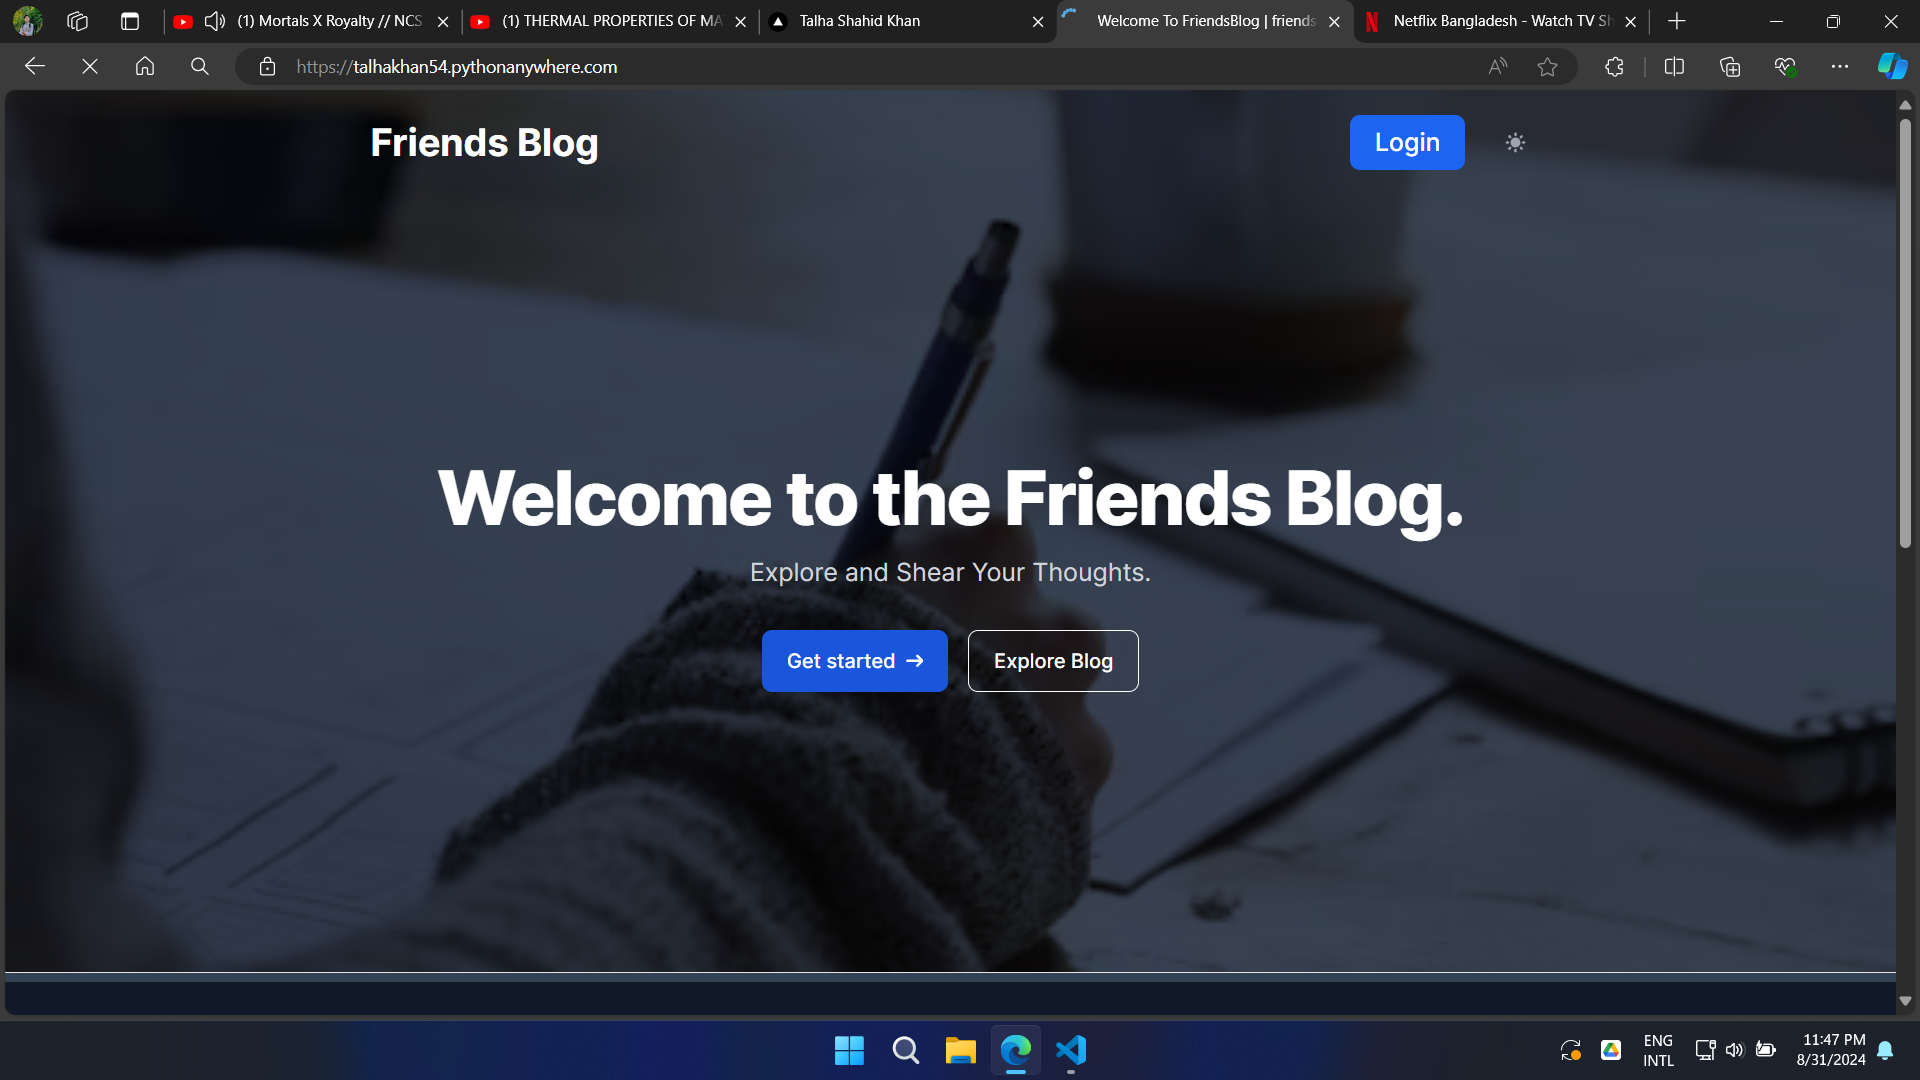 (1) Mortals X Royalty // NCS
(1) THERMAL PROPERTIES OF MA
Talha Shahid Khan
Welcome To FriendsBlog | friends
Netflix Bangladesh - Watch TV Sh
https://talhakhan54.pythonanywhere.com
Friends Blog
Login
Welcome to the Friends Blog.
Explore and Shear Your Thoughts.
Get started →
Explore Blog
ENG
INTL
11:47 PM
8/31/2024